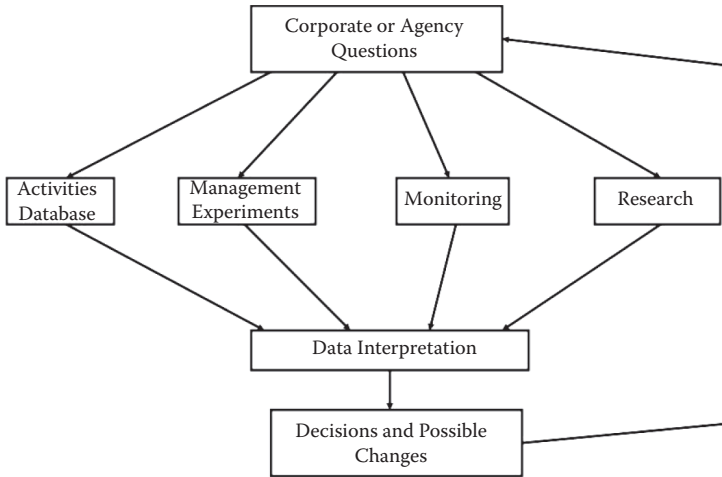 Corporate or Agency
Questions
Activities
Database
Management
Experiments
Monitoring
Research
Data Interpretation
Decisions and Possible
Changes